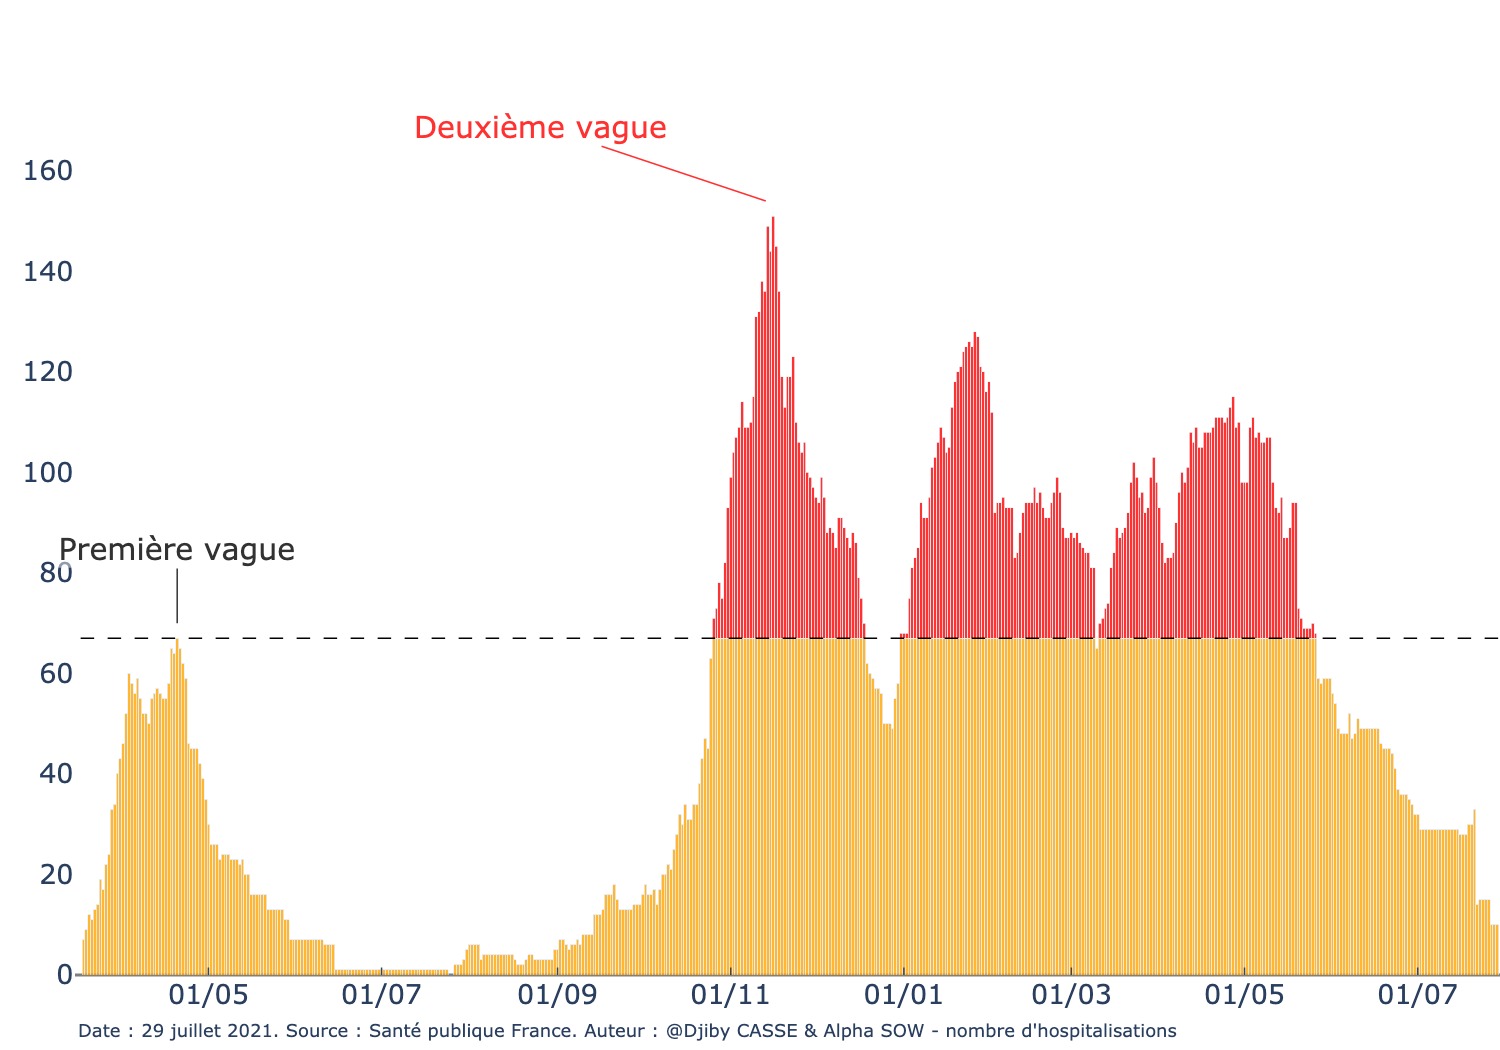 Deuxième vague
160
140
120
100
Première vague
80
60
40
20
0
01/05 01/07 01/09 01/11 01/01 01/03 01/05 01/07
Date : 29 juillet 2021. Source : Santé publique France. Auteur : @Djiby CASSE & Alpha SOW - nombre d'hospitalisations